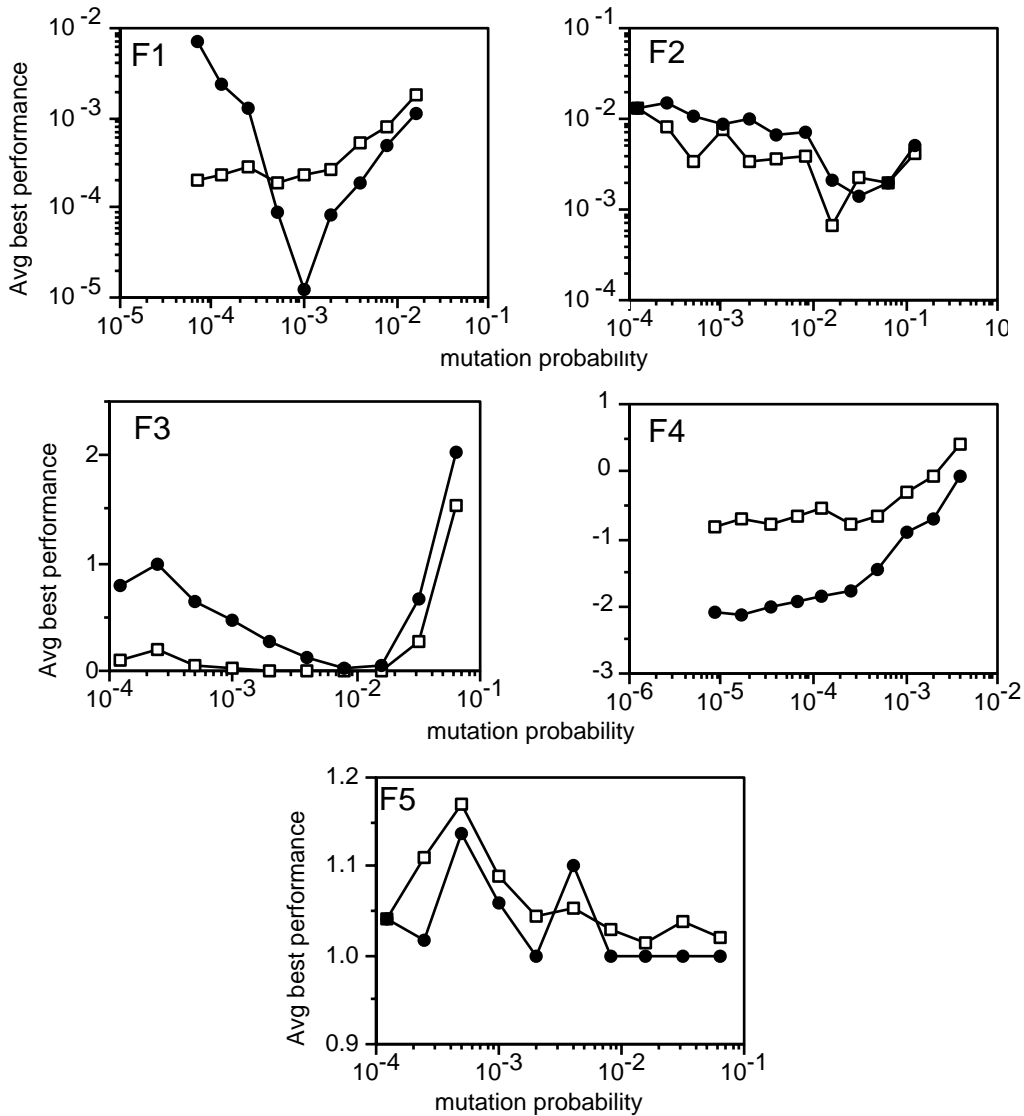 F1
F2
10^-2
10^-3
10^-4
10^-5
Avg best performance
10^-5 10^-4 10^-3 10^-2 10^-1
10^-1
10^-2
10^-3
10^-4
10^-4 10^-3 10^-2 10^-1
mutation probability
F3
F4
2
1
0
Avg best performance
10^-4 10^-3 10^-2 10^-1
1
0
-1
-2
-3
10^-6 10^-5 10^-4 10^-3 10^-2
mutation probability
F5
1.2
1.1
1.0
0.9
Avg best performance
10^-4 10^-3 10^-2 10^-1
mutation probability